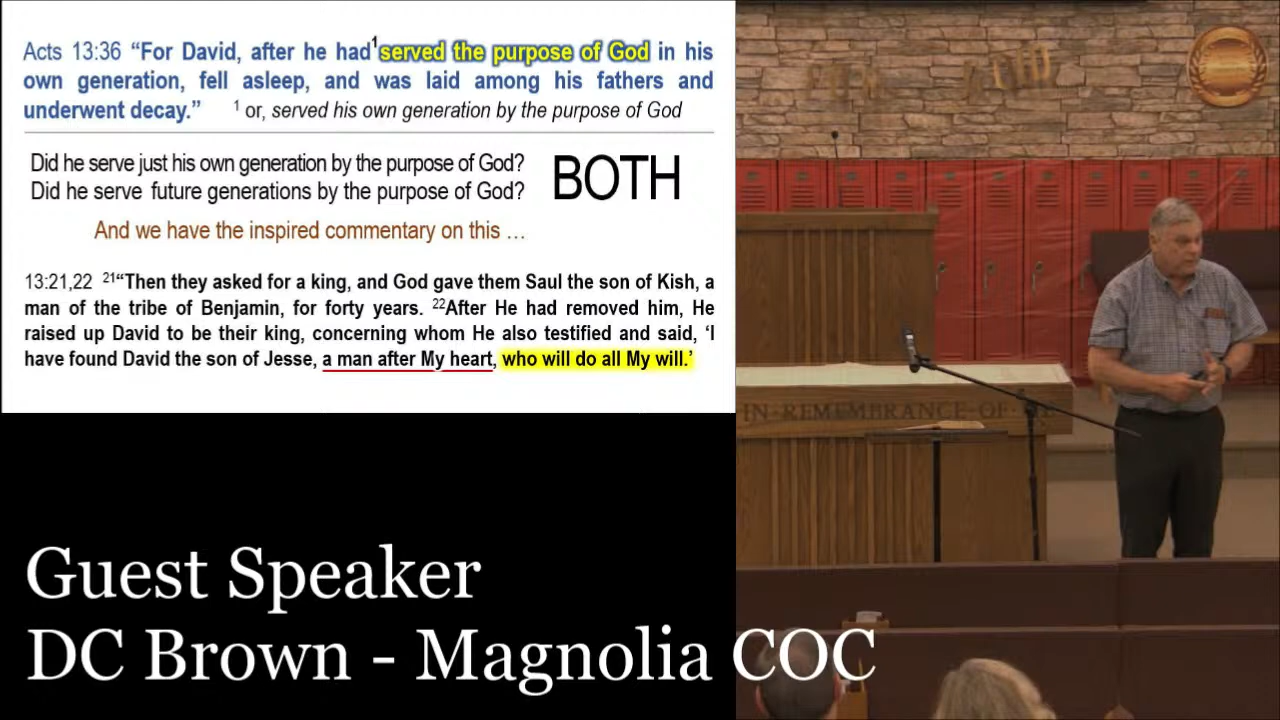 Acts 13:36 “For David, after he had ¹served the purpose of God in his
own generation, fell asleep, and was laid among his fathers and
underwent decay.” ¹ or, served his own generation by the purpose of God
Did he serve just his own generation by the purpose of God?
Did he serve future generations by the purpose of God?
BOTH
And we have the inspired commentary on this ...
13:21,22 ²¹“Then they asked for a king, and God gave them Saul the son of Kish, a
man of the tribe of Benjamin, for forty years. ²²After He had removed him, He
raised up David to be their king, concerning whom He also testified and said, ‘I
have found David the son of Jesse, a man after My heart, who will do all My will.’
IN REMEMBRANCE OF ME
Guest Speaker
DC Brown - Magnolia COC